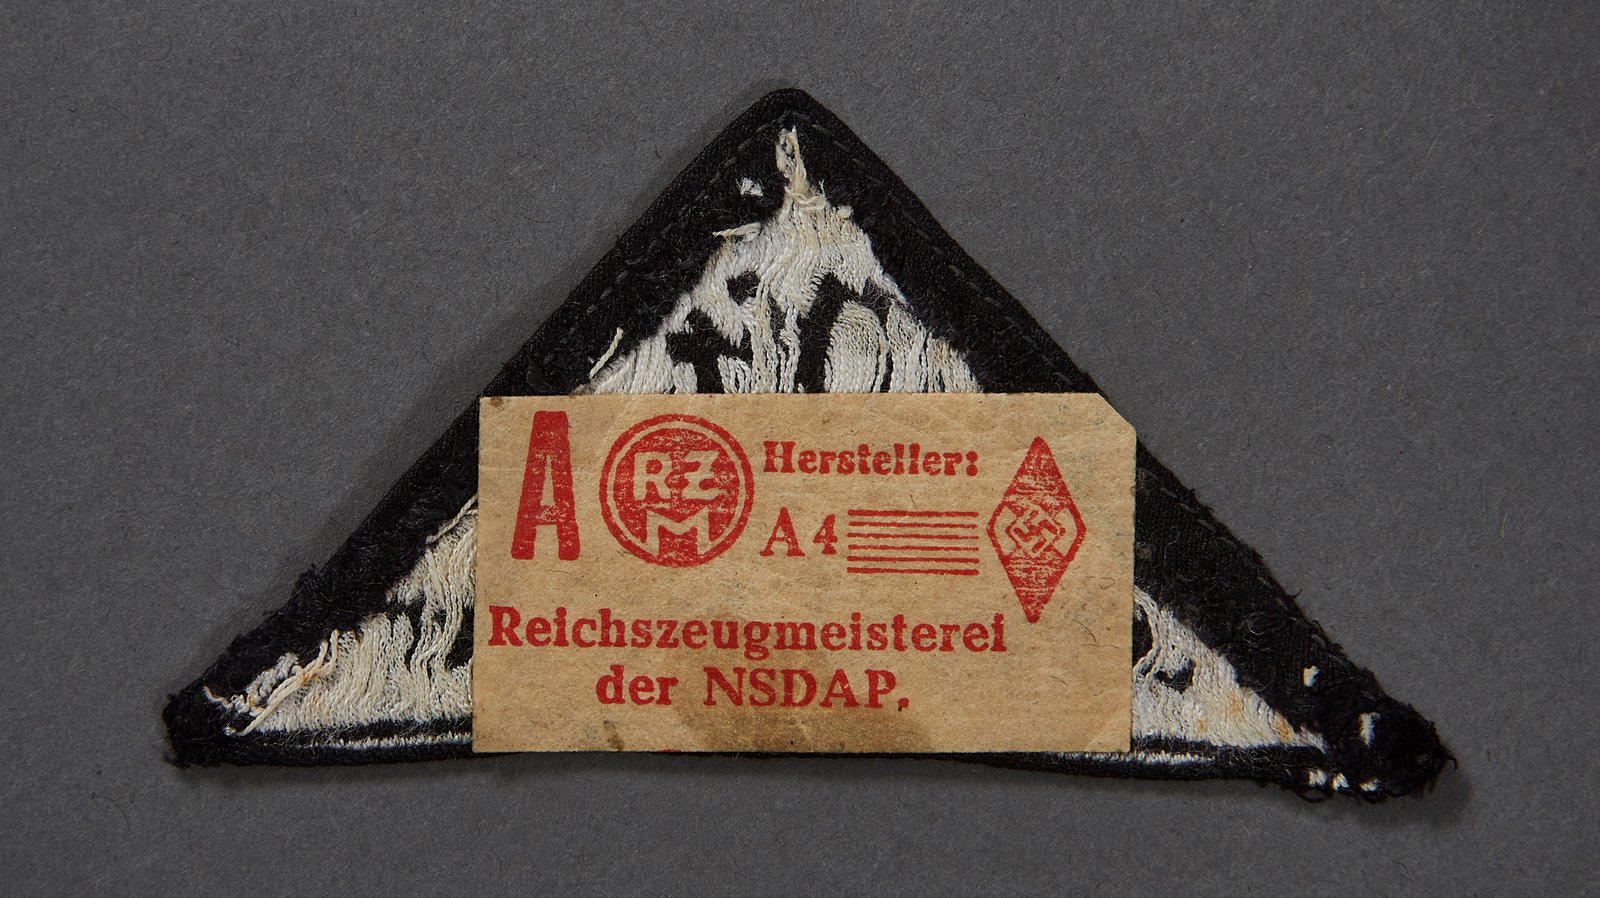 A RZM Hersteller:
A4
Reichszeugmeisterei
der NSDAP.